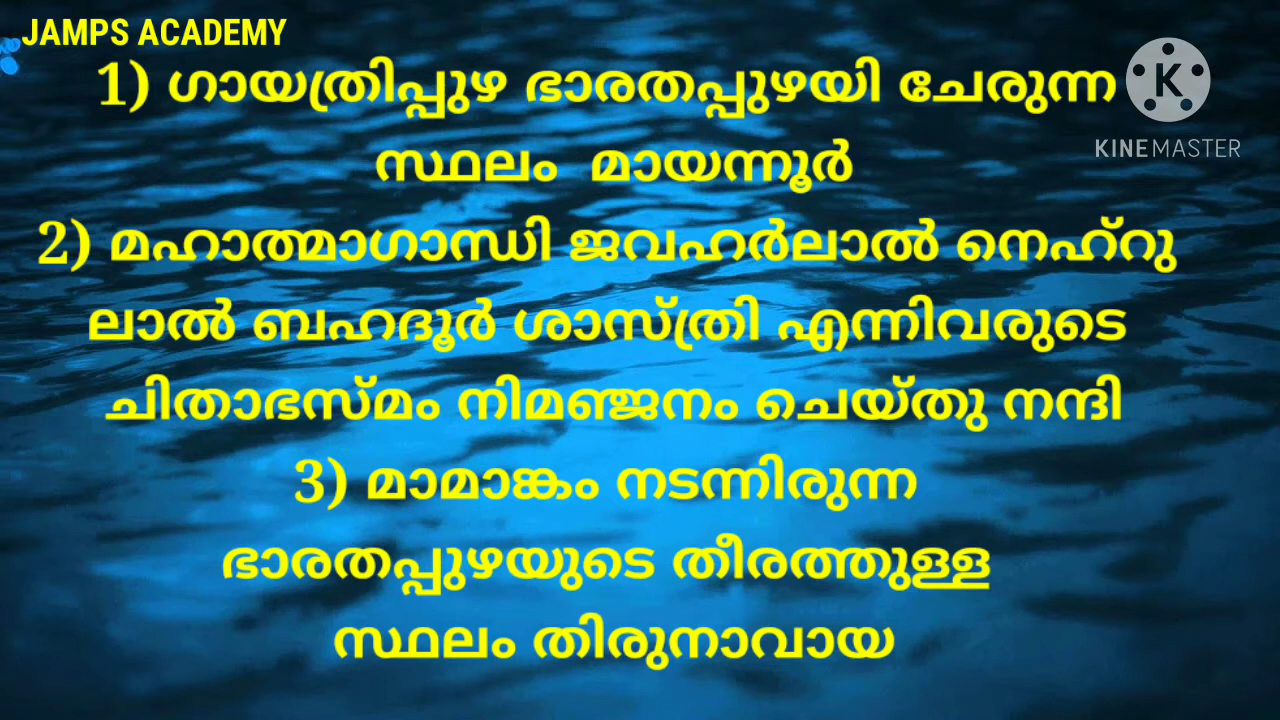 JAMPS ACADEMY
1) ഗായത്രിപ്പുഴ ഭാരതപ്പുഴയി ചേരുന്ന
സ്ഥലം മായന്നൂർ
2) മഹാത്മാഗാന്ധി ജവഹർലാൽ നെഹ്റു
ലാൽ ബഹദൂർ ശാസ്ത്രി എന്നിവരുടെ
ചിതാഭസ്മം നിമഞ്ജനം ചെയ്തു നന്ദി
3) മാമാങ്കം നടന്നിരുന്ന
ഭാരതപ്പുഴയുടെ തീരത്തുള്ള
സ്ഥലം തിരുനാവായ
K
KINEMASTER